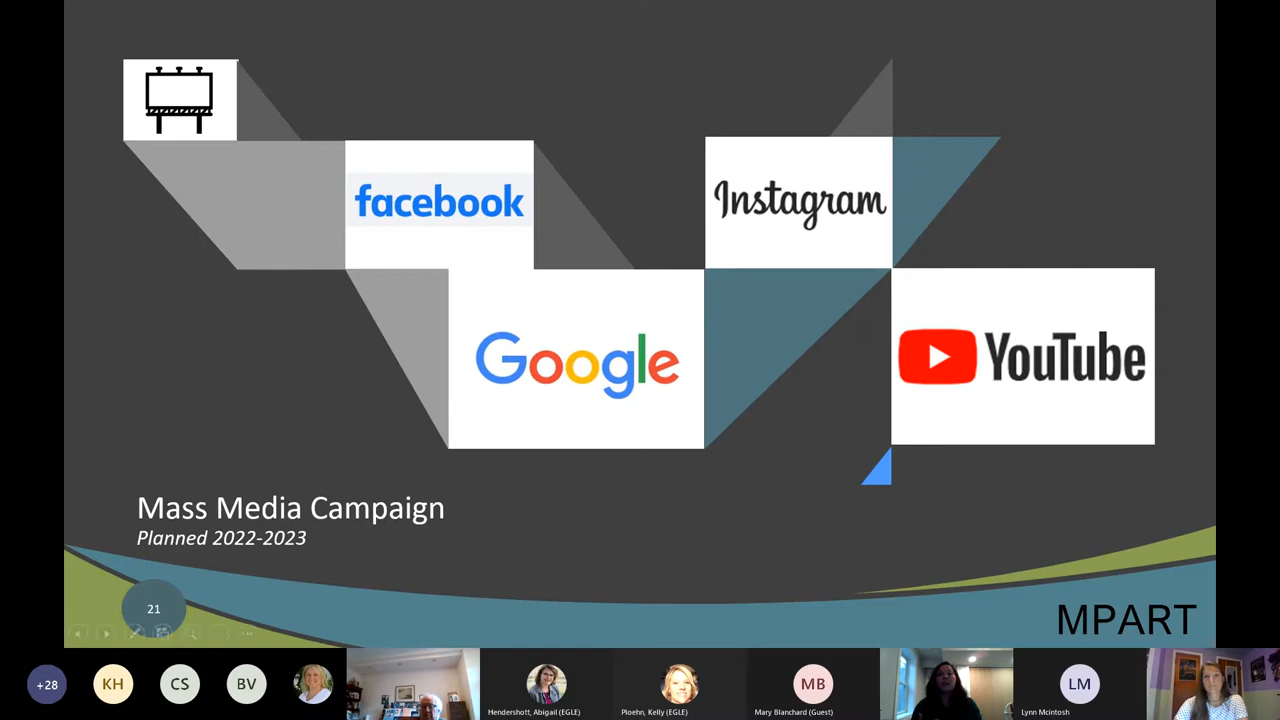 facebook
Instagram
Google
YouTube
Mass Media Campaign
Planned 2022-2023
21
MPART
+28
KH
CS
BV
Hendershott, Abigail (EGLE)
Ploehn, Kelly (EGLE)
MB
Mary Blanchard (Guest)
LM
Lynn Mcintosh